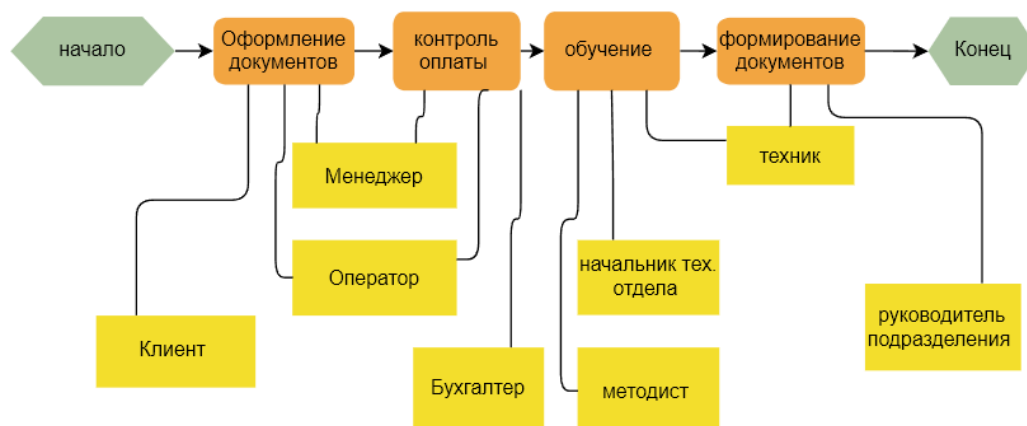 начало
Оформление
документов
контроль
оплаты
обучение
формирование
документов
Конец
Менеджер
техник
Оператор
начальник тех.
отдела
Клиент
руководитель
подразделения
Бухгалтер
методист